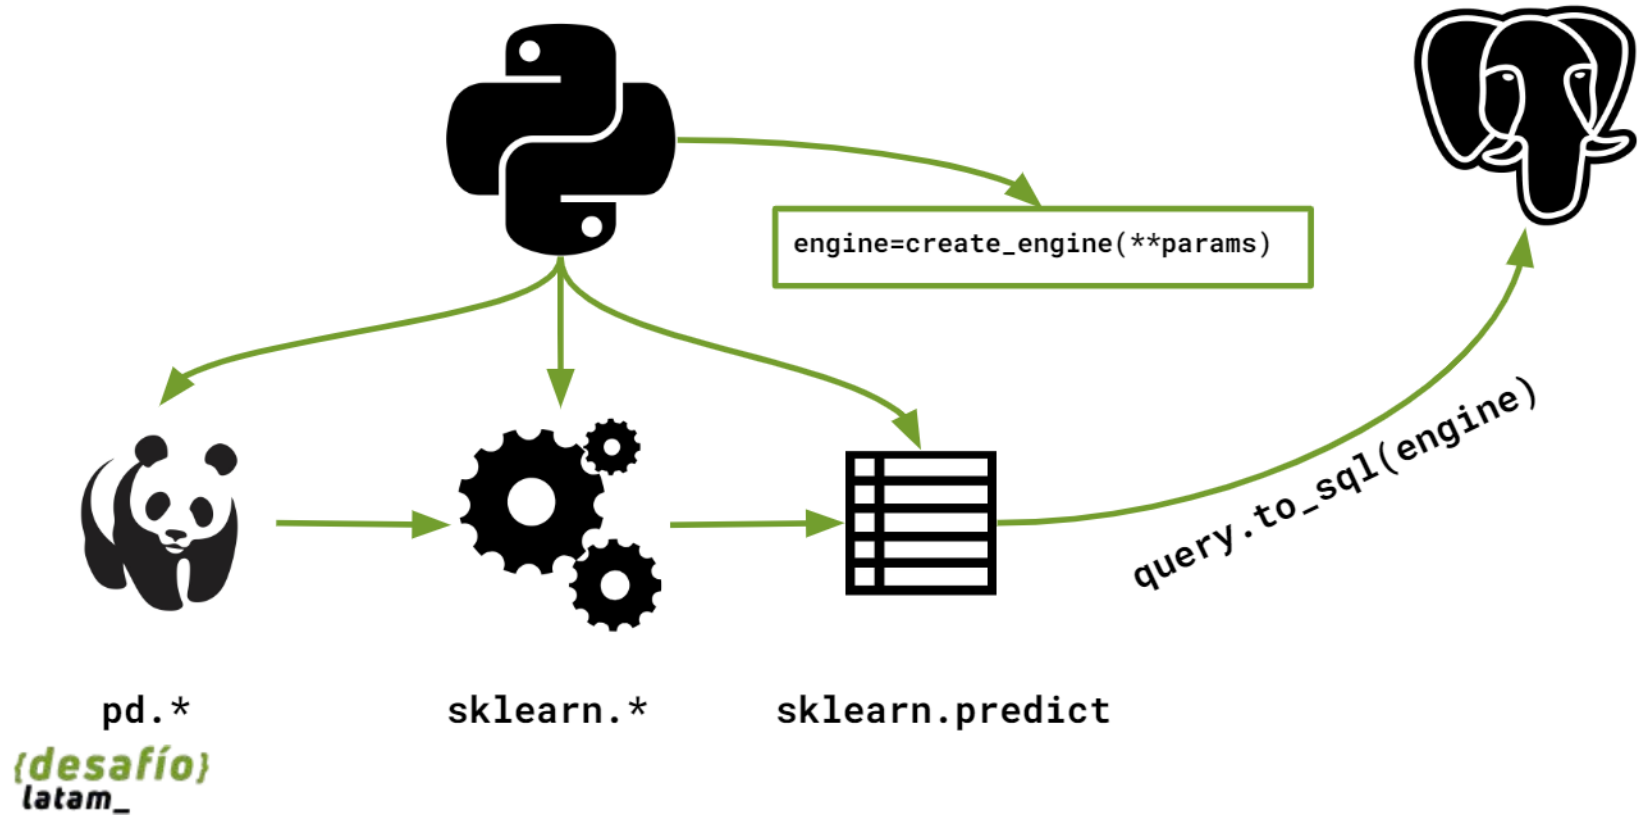 engine=create_engine(**params)
query.to_sql(engine)
pd.*
sklearn.*
sklearn.predict
{desafío}
latam_